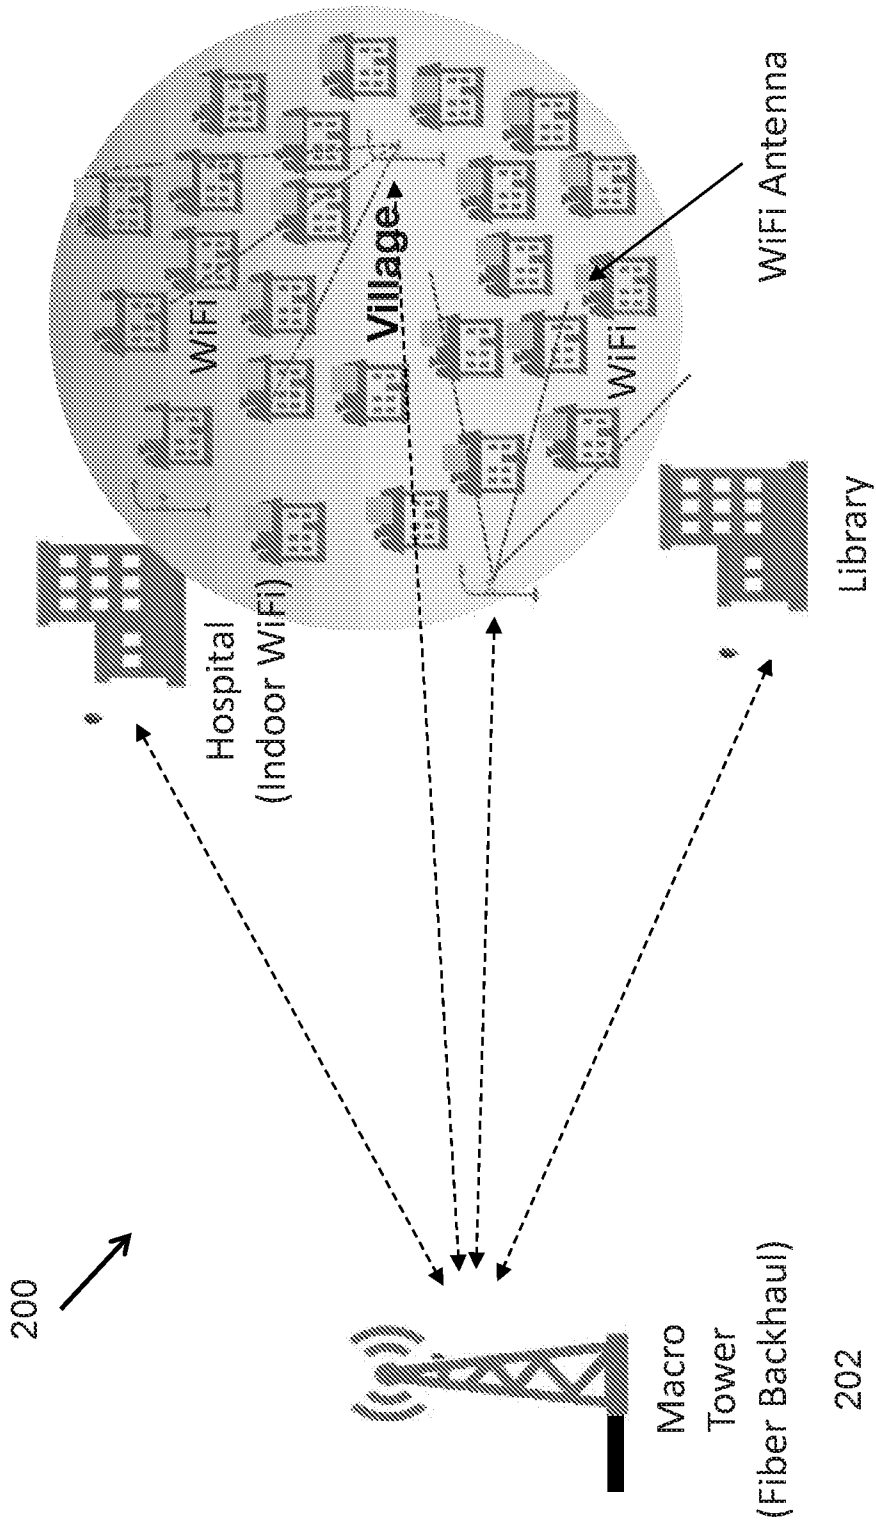 200
Macro
Tower
(Fiber Backhaul)
202
Hospital
(Indoor WiFi)
WiFi
Village
WiFi
Library
WiFi Antenna